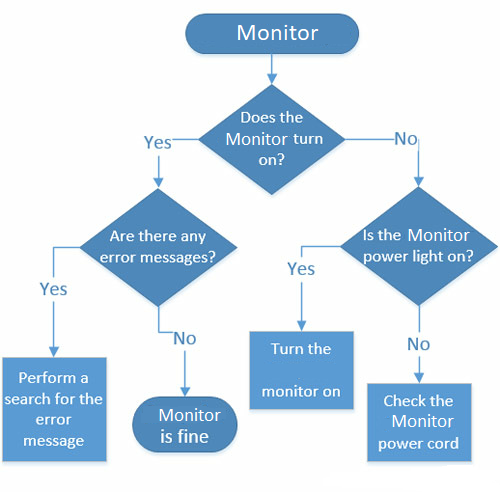 Monitor
Does the
Monitor turn
on?
Yes
No
Are there any
error messages?
Is the Monitor
power light on?
Yes
Yes
No
No
Turn the
monitor on
Perform a
search for the
error
message
Monitor
is fine
Check the
Monitor
power cord